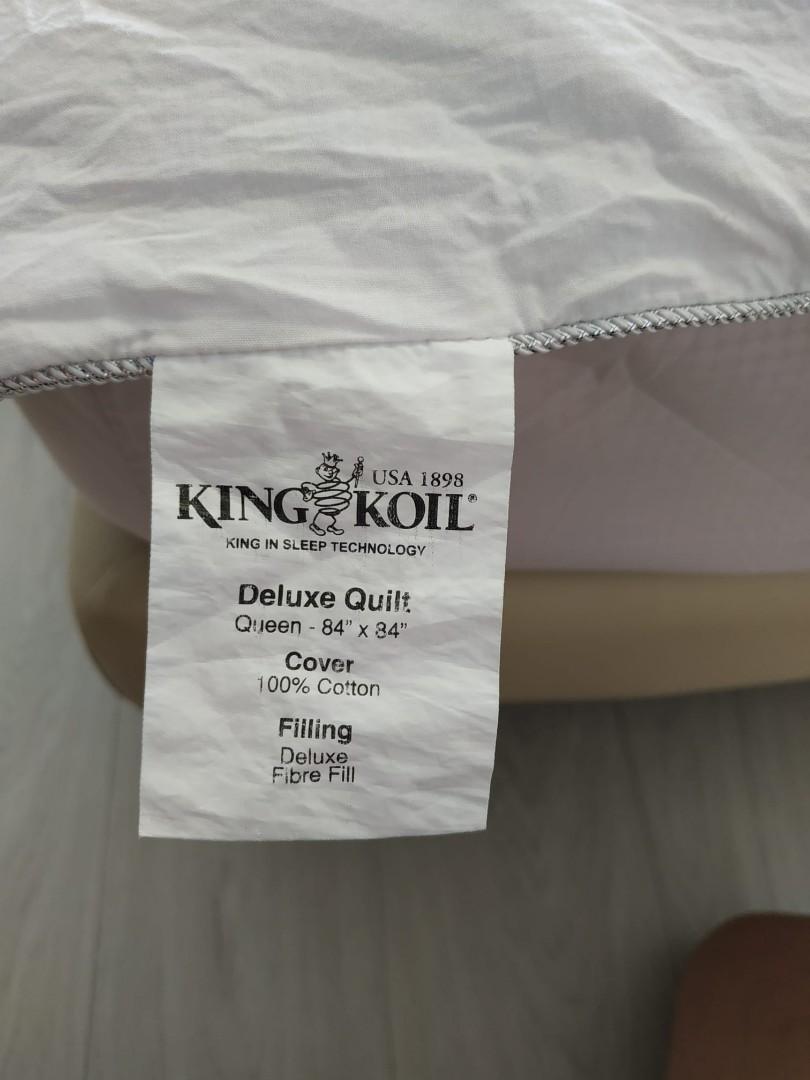 USA 1898
KING KOIL®
KING IN SLEEP TECHNOLOGY
Deluxe Quilt
Queen - 84" x 84"
Cover
100% Cotton
Filling
Deluxe
Fibre Fill